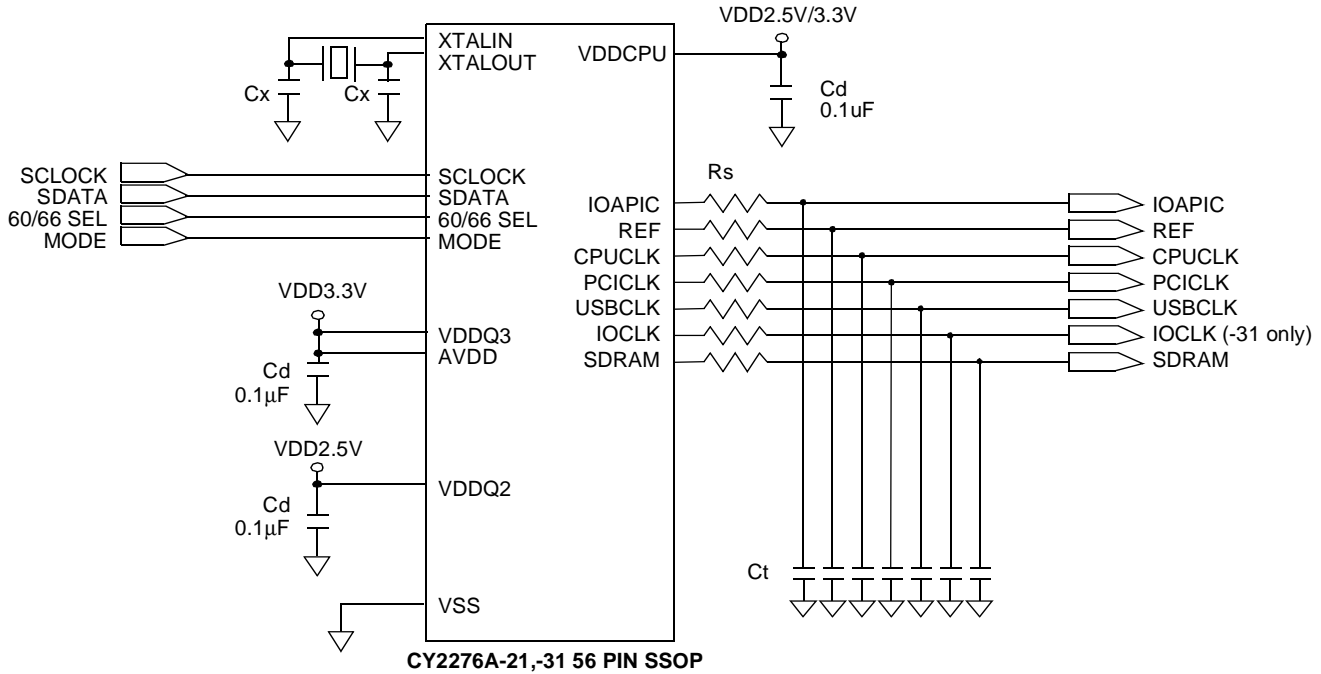 VDD2.5V/3.3V
XTALIN
XTALOUT
VDDCPU
Cx
Cx
Cd
0.1uF
SCLOCK
SDATA
60/66 SEL
MODE
SCLOCK
SDATA
60/66 SEL
MODE
Rs
IOAPIC
REF
CPUCLK
PCICLK
USBCLK
IOCLK
SDRAM
IOAPIC
REF
CPUCLK
PCICLK
USBCLK
IOCLK (-31 only)
SDRAM
VDD3.3V
VDDQ3
AVDD
Cd
0.1μF
VDD2.5V
VDDQ2
Cd
0.1μF
Ct
VSS
CY2276A-21,-31 56 PIN SSOP